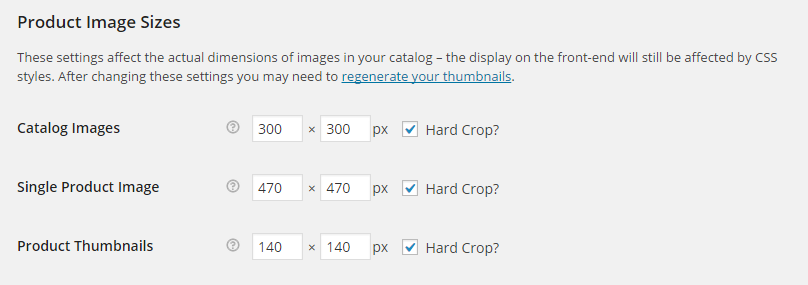 Product Image Sizes
These settings affect the actual dimensions of images in your catalog – the display on the front-end will still be affected by CSS
styles. After changing these settings you may need to regenerate your thumbnails.
Catalog Images ? 300 × 300 px Hard Crop?
Single Product Image ? 470 × 470 px Hard Crop?
Product Thumbnails ? 140 × 140 px Hard Crop?